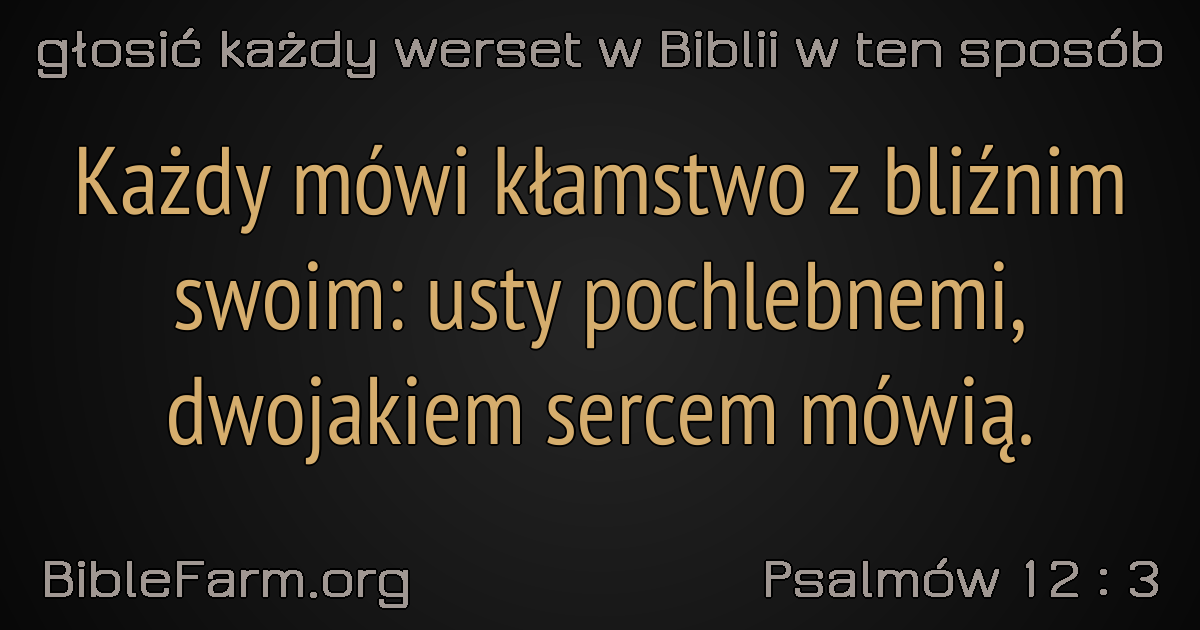 głosić każdy werset w Biblii w ten sposób
Każdy mówi kłamstwo z bliźnim
swoim: usty pochlebnemi,
dwojakiem sercem mówią.
BibleFarm.org
Psalmów 12 : 3